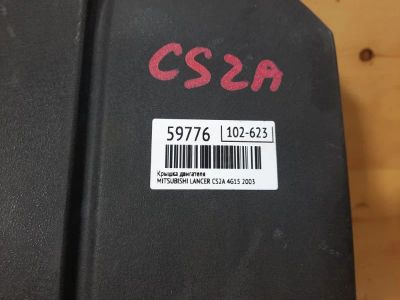 CS2A
59776 102-623
Крышка двигателя
MITSUBISHI LANCER CS2A 4G15 2003